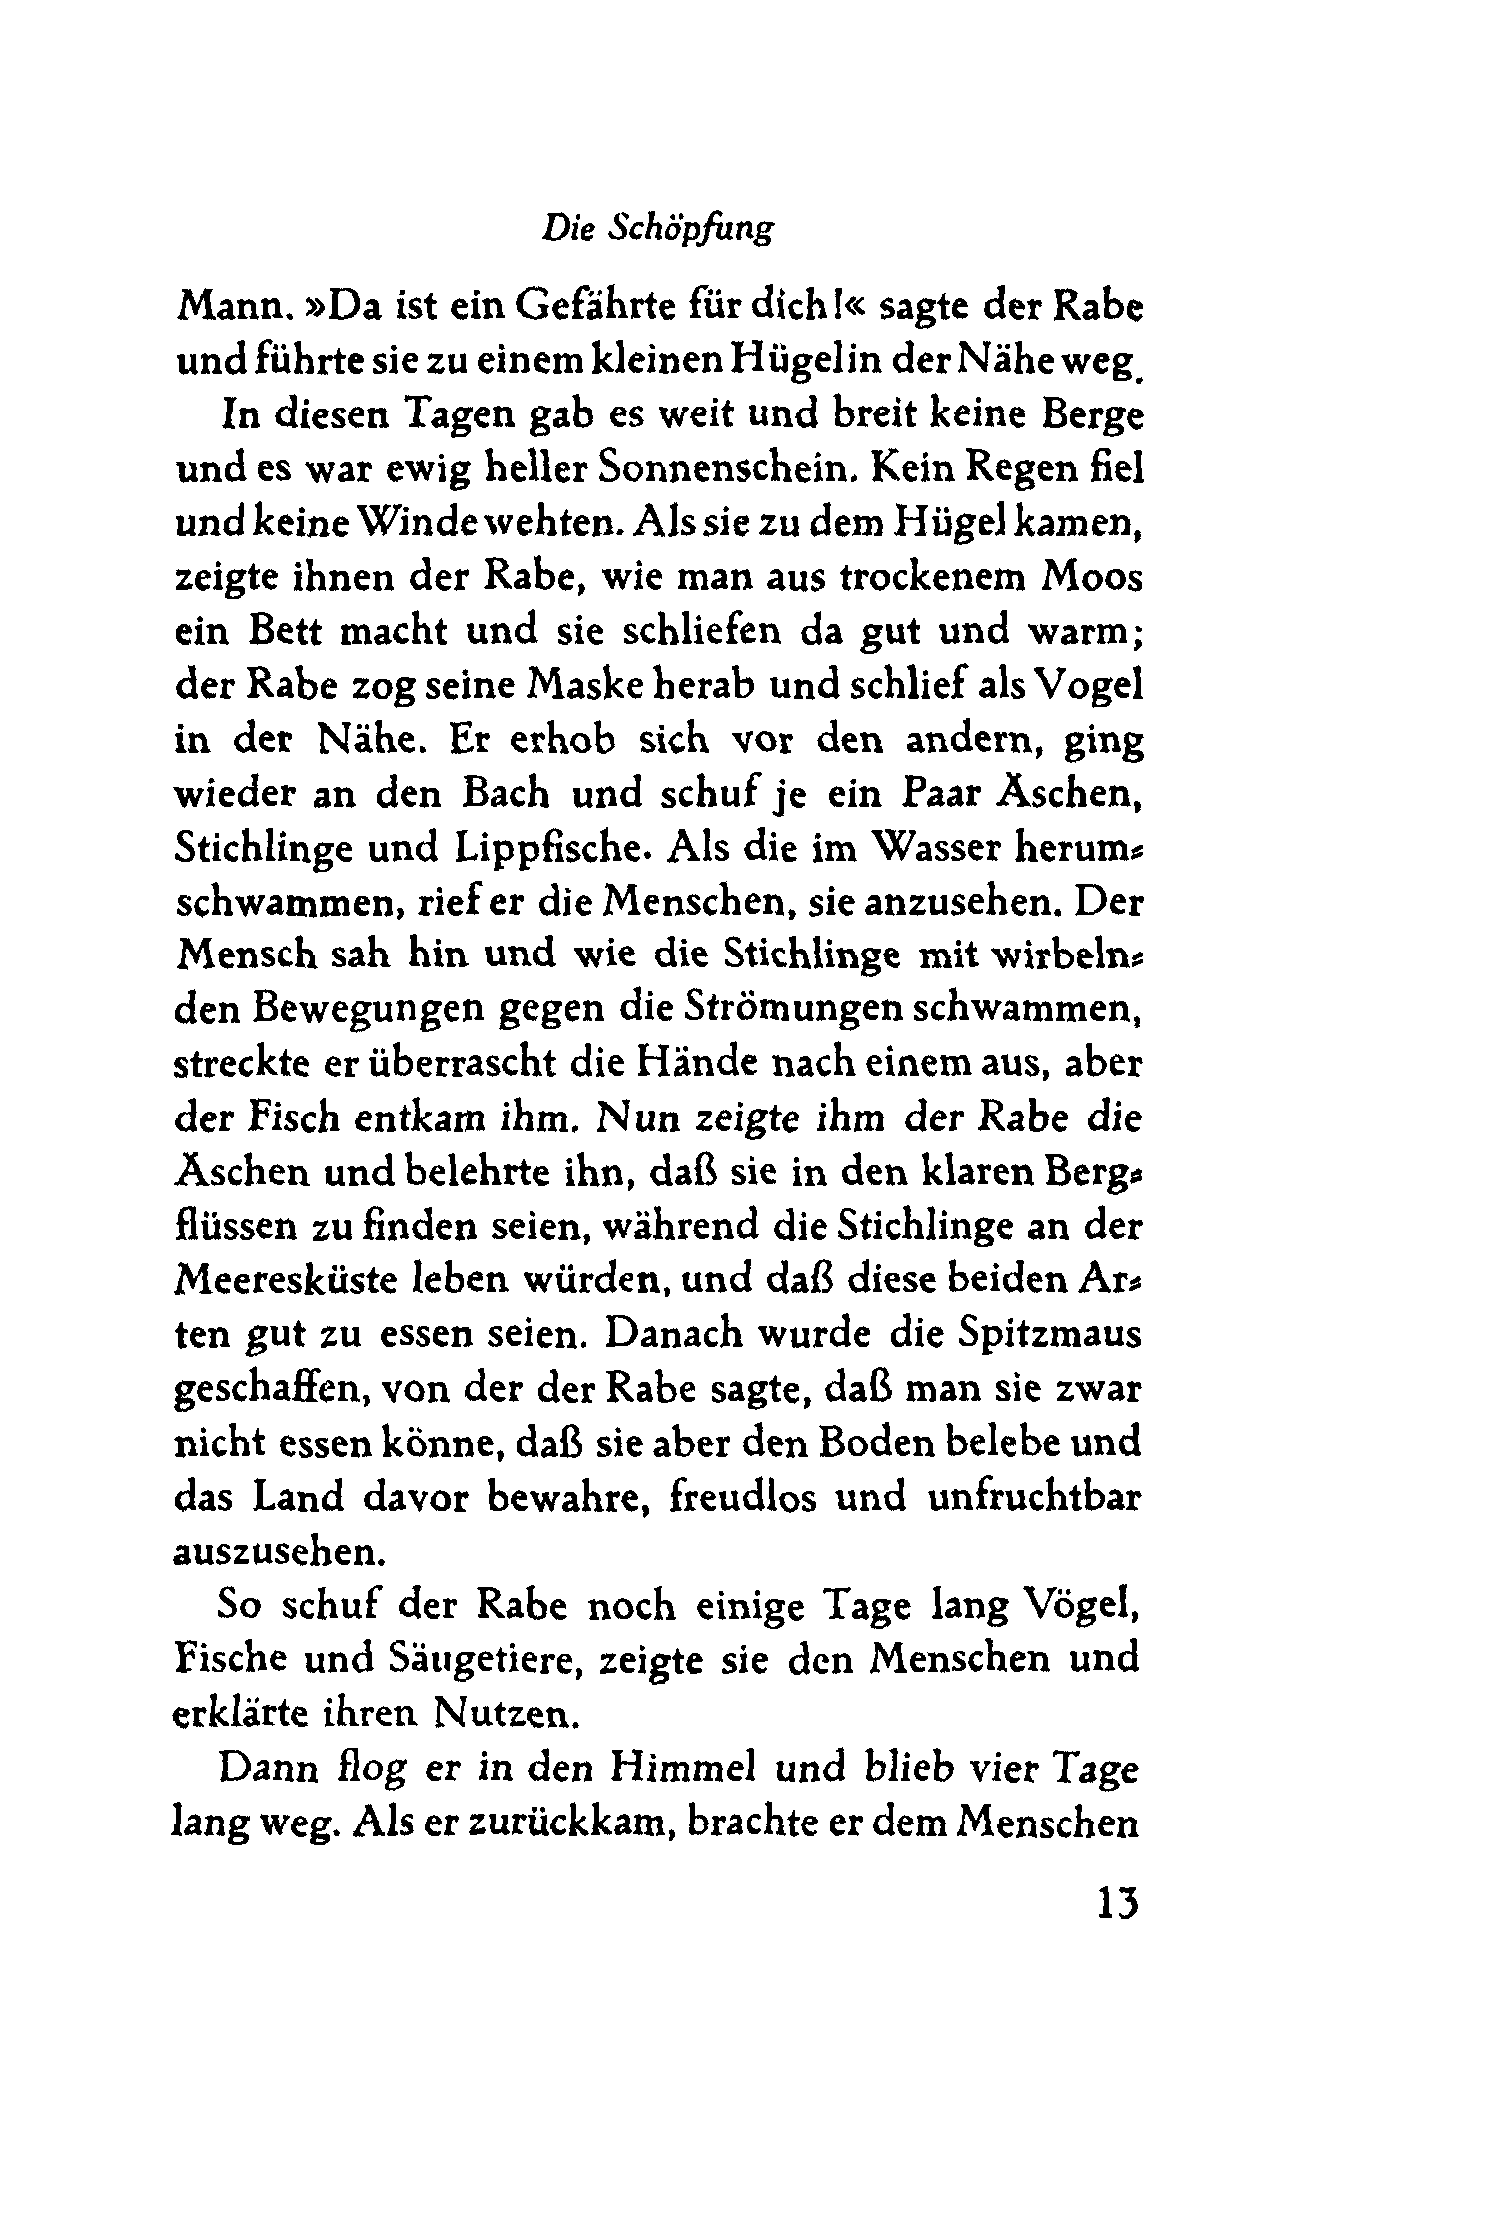 Die Schöpfung
Mann. »Da ist ein Gefährte für dich!« sagte der Rabe
und führte sie zu einem kleinen Hügel in der Nähe weg.
In diesen Tagen gab es weit und breit keine Berge
und es war ewig heller Sonnenschein. Kein Regen fiel
und keine Winde wehten. Als sie zu dem Hügel kamen,
zeigte ihnen der Rabe, wie man aus trockenem Moos
ein Bett macht und sie schliefen da gut und warm;
der Rabe zog seine Maske herab und schlief als Vogel
in der Nähe. Er erhob sich vor den andern, ging
wieder an den Bach und schuf je ein Paar Äschen,
Stichlinge und Lippfische. Als die im Wasser herum-
schwammen, rief er die Menschen, sie anzusehen. Der
Mensch sah hin und wie die Stichlinge mit wirbeln-
den Bewegungen gegen die Strömungen schwammen,
streckte er überrascht die Hände nach einem aus, aber
der Fisch entkam ihm. Nun zeigte ihm der Rabe die
Äschen und belehrte ihn, daß sie in den klaren Berg-
flüssen zu finden seien, während die Stichlinge an der
Meeresküste leben würden, und daß diese beiden Ar-
ten gut zu essen seien. Danach wurde die Spitzmaus
geschaffen, von der der Rabe sagte, daß man sie zwar
nicht essen könne, daß sie aber den Boden belebe und
das Land davor bewahre, freudlos und unfruchtbar
auszusehen.
So schuf der Rabe noch einige Tage lang Vögel,
Fische und Säugetiere, zeigte sie den Menschen und
erklärte ihren Nutzen.
Dann flog er in den Himmel und blieb vier Tage
lang weg. Als er zurückkam, brachte er dem Menschen
13